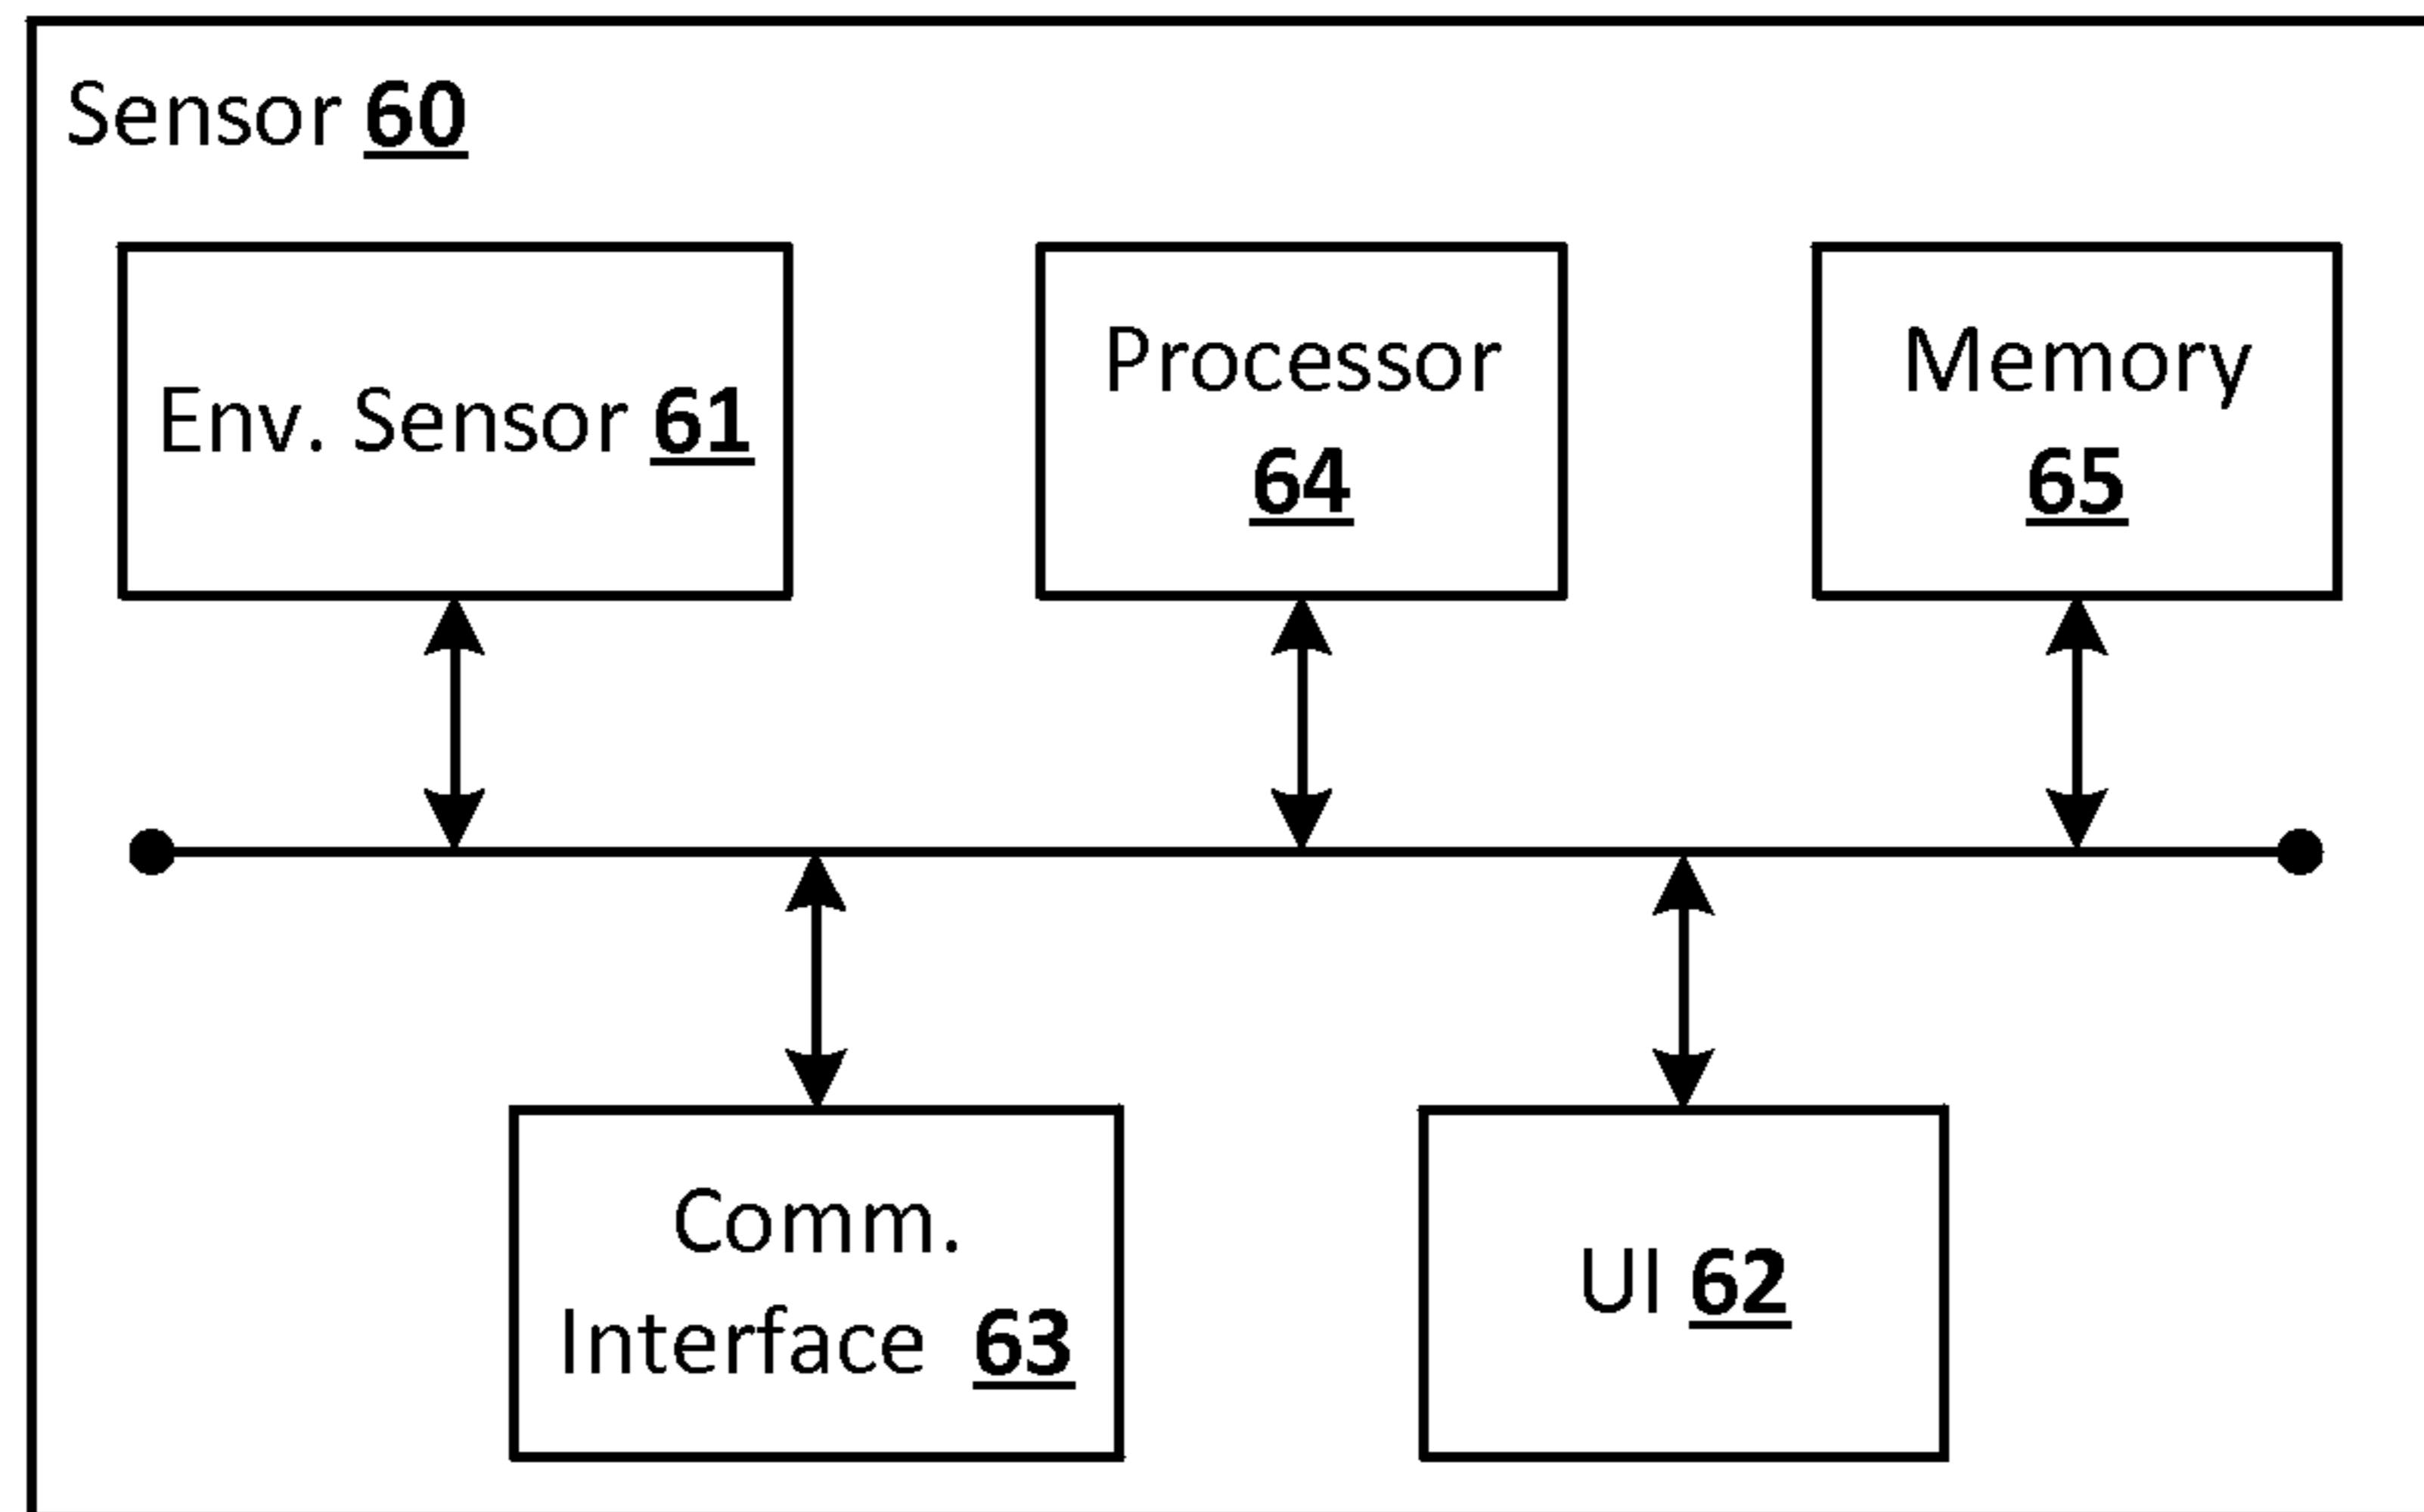 Sensor 60
Env. Sensor 61
Processor
64
Memory
65
Comm.
Interface 63
UI 62